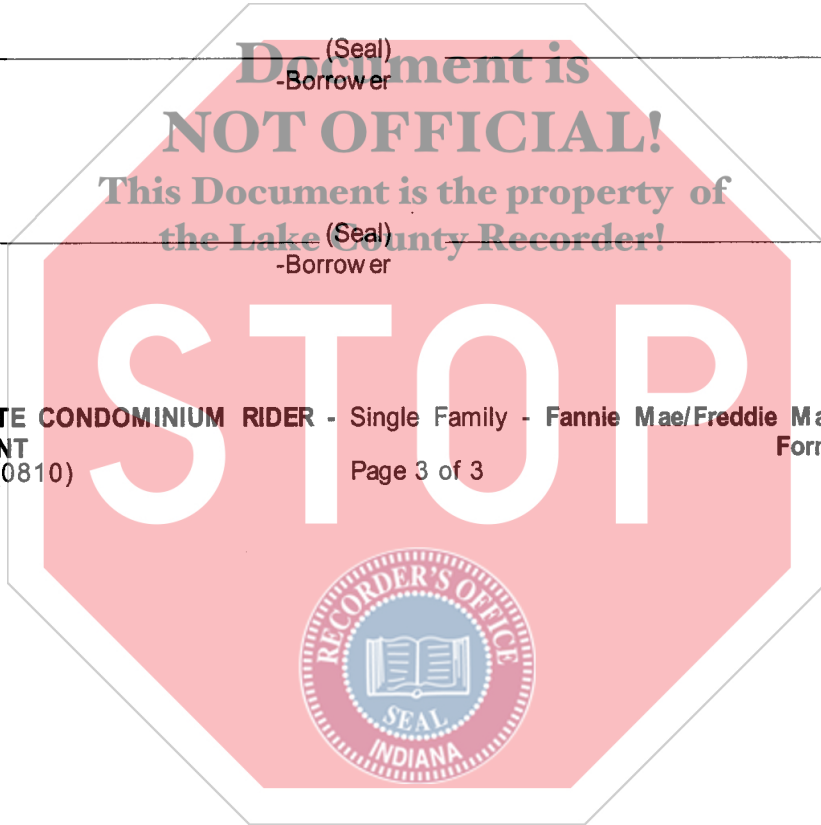 (Seal)
-Borrower
Document is
NOT OFFICIAL!
This Document is the property of
the Lake County Recorder!
(Seal)
-Borrower
STOP
TE CONDOMINIUM RIDER - Single Family - Fannie Mae/Freddie Ma
NT Forr
0810) Page 3 of 3
RECORDER'S OFFICE
SEAL
INDIANA